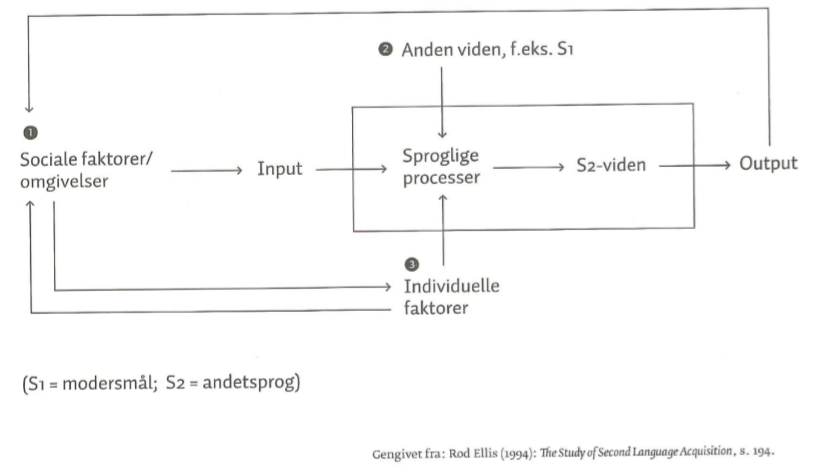 ❷ Anden viden, f.eks. S1
❶
Sociale faktorer/
omgivelser
Input
Sproglige
processer
S2-viden
Output
❸
Individuelle
faktorer
(S1 = modersmål; S2 = andetsprog)
Gengivet fra: Rod Ellis (1994): The Study of Second Language Acquisition, s. 194.